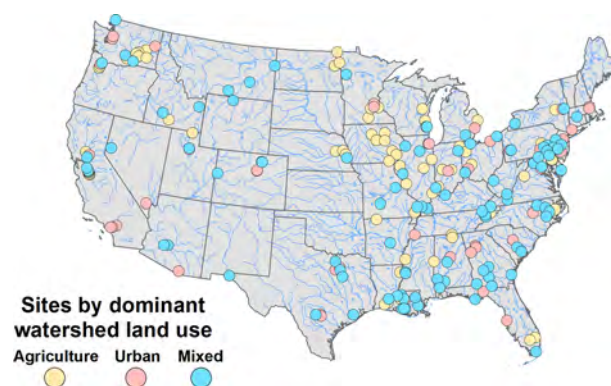 Sites by dominant
watershed land use
Agriculture Urban Mixed